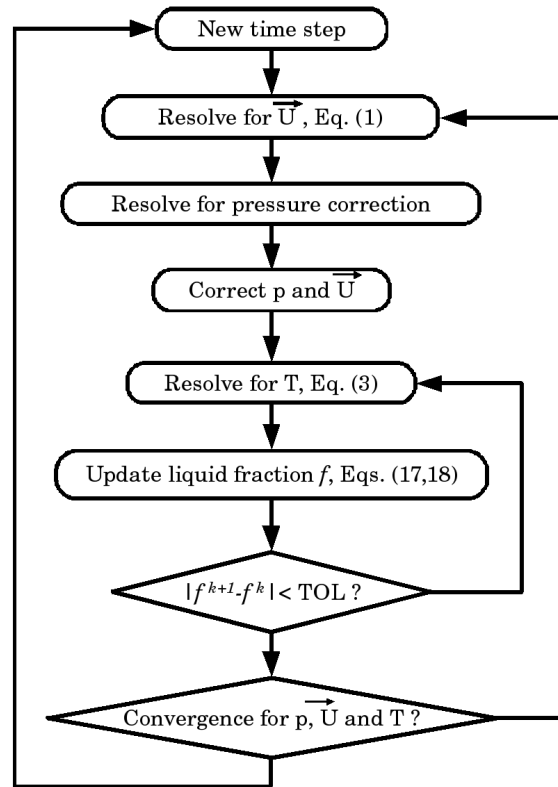 New time step
Resolve for U⃗ , Eq. (1)
Resolve for pressure correction
Correct p and U⃗
Resolve for T, Eq. (3)
Update liquid fraction f, Eqs. (17,18)
|f^{k+1}-f^k| < TOL ?
Convergence for p, U⃗ and T ?